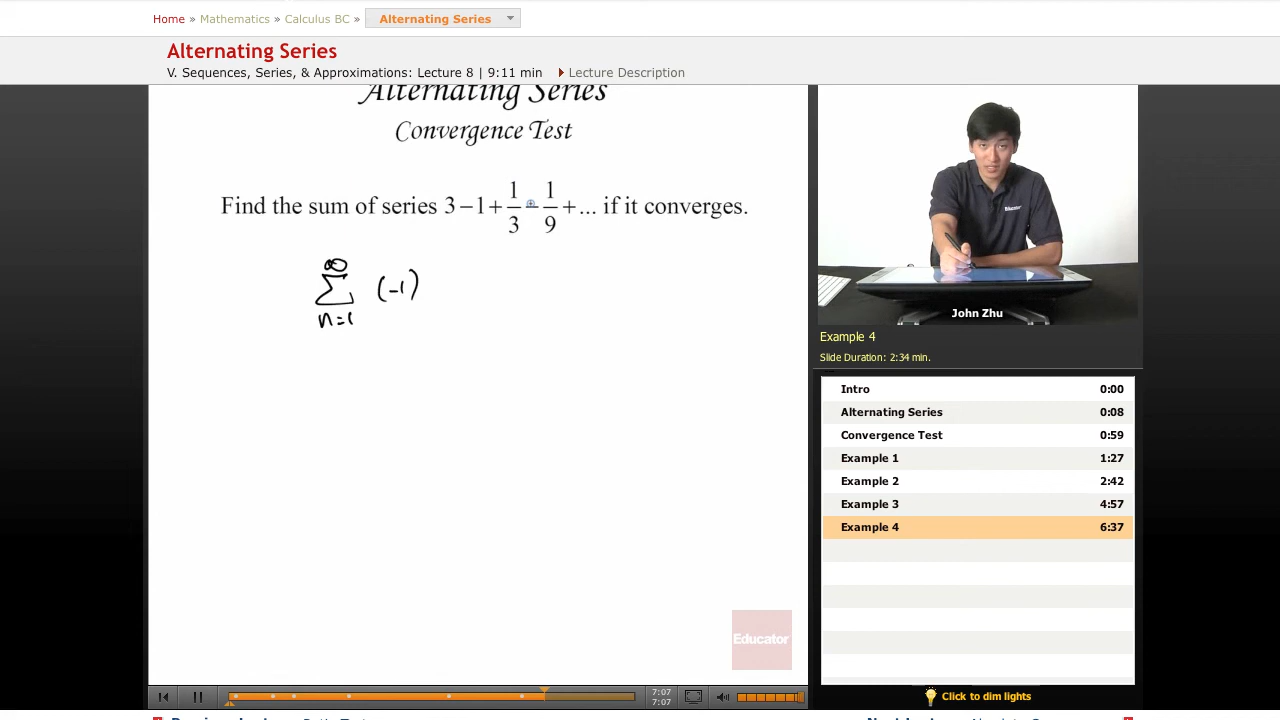 Home » Mathematics » Calculus BC » Alternating Series
Alternating Series
V. Sequences, Series, & Approximations: Lecture 8 | 9:11 min Lecture Description
Alternating Series
Convergence Test
Find the sum of series 3 − 1 + 1/3 − 1/9 + ... if it converges.
∞
Σ (-1)
n=1
Educator
Educator
John Zhu
Example 4
Slide Duration: 2:34 min.
Intro 0:00
Alternating Series 0:08
Convergence Test 0:59
Example 1 1:27
Example 2 2:42
Example 3 4:57
Example 4 6:37
7:07
7:07
Click to dim lights